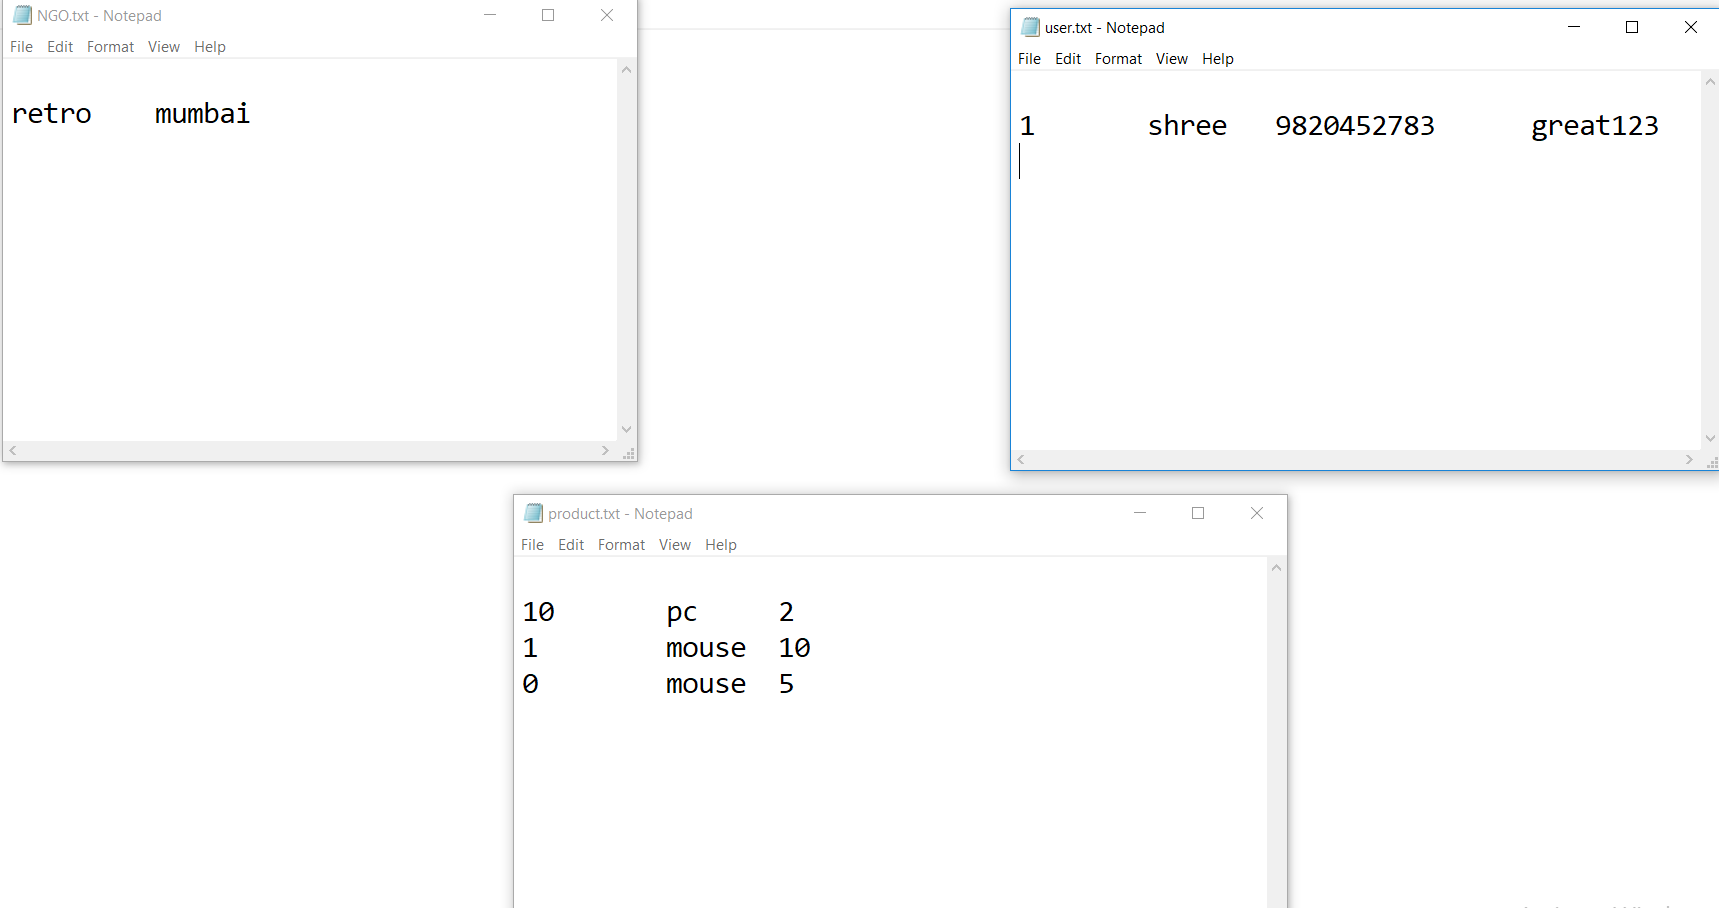 NGO.txt - Notepad
File Edit Format View Help
retro mumbai
user.txt - Notepad
File Edit Format View Help
1 shree 9820452783 great123
product.txt - Notepad
File Edit Format View Help
10 pc 2
1 mouse 10
0 mouse 5